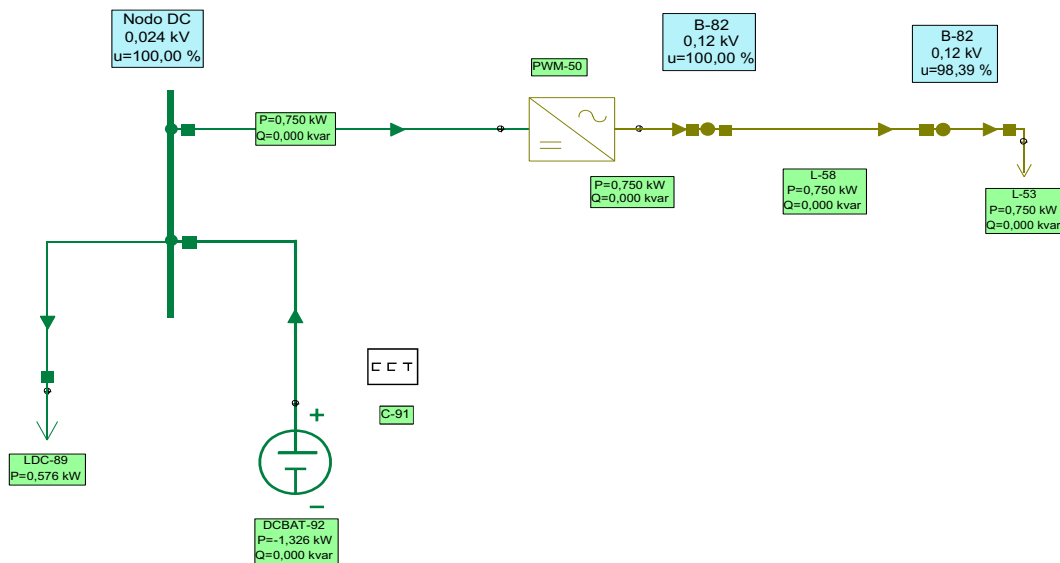 Nodo DC
0,024 kV
u=100,00 %
B-82
0,12 kV
u=100,00 %
B-82
0,12 kV
u=98,39 %
PWM-50
P=0,750 kW
Q=0,000 kvar
P=0,750 kW
Q=0,000 kvar
L-58
P=0,750 kW
Q=0,000 kvar
L-53
P=0,750 kW
Q=0,000 kvar
C-91
+
LDC-89
P=0,576 kW
−
DCBAT-92
P=-1,326 kW
Q=0,000 kvar